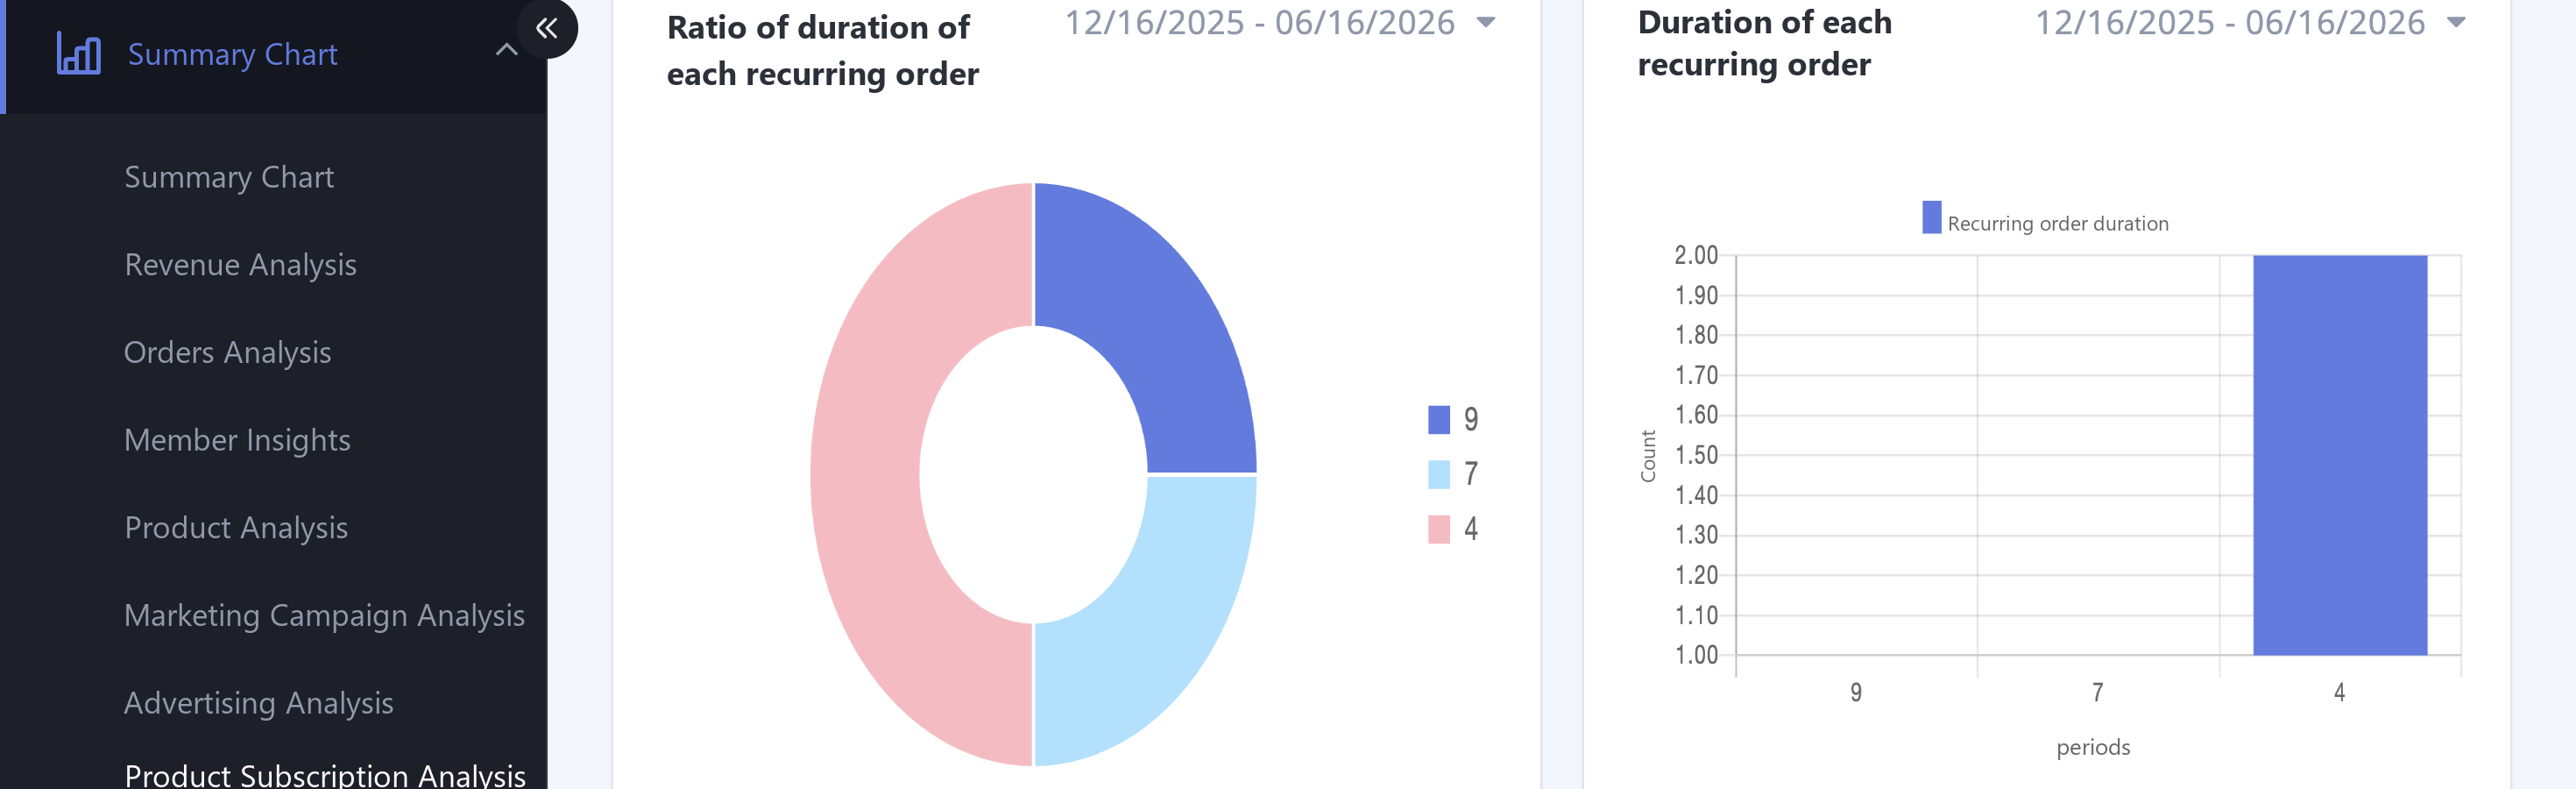 Summary Chart
Summary Chart
Revenue Analysis
Orders Analysis
Member Insights
Product Analysis
Marketing Campaign Analysis
Advertising Analysis
Product Subscription Analysis
Ratio of duration of
each recurring order
12/16/2025 - 06/16/2026
9
7
4
Duration of each
recurring order
12/16/2025 - 06/16/2026
Recurring order duration
Count
2.00
1.90
1.80
1.70
1.60
1.50
1.40
1.30
1.20
1.10
1.00
9 7 4
periods